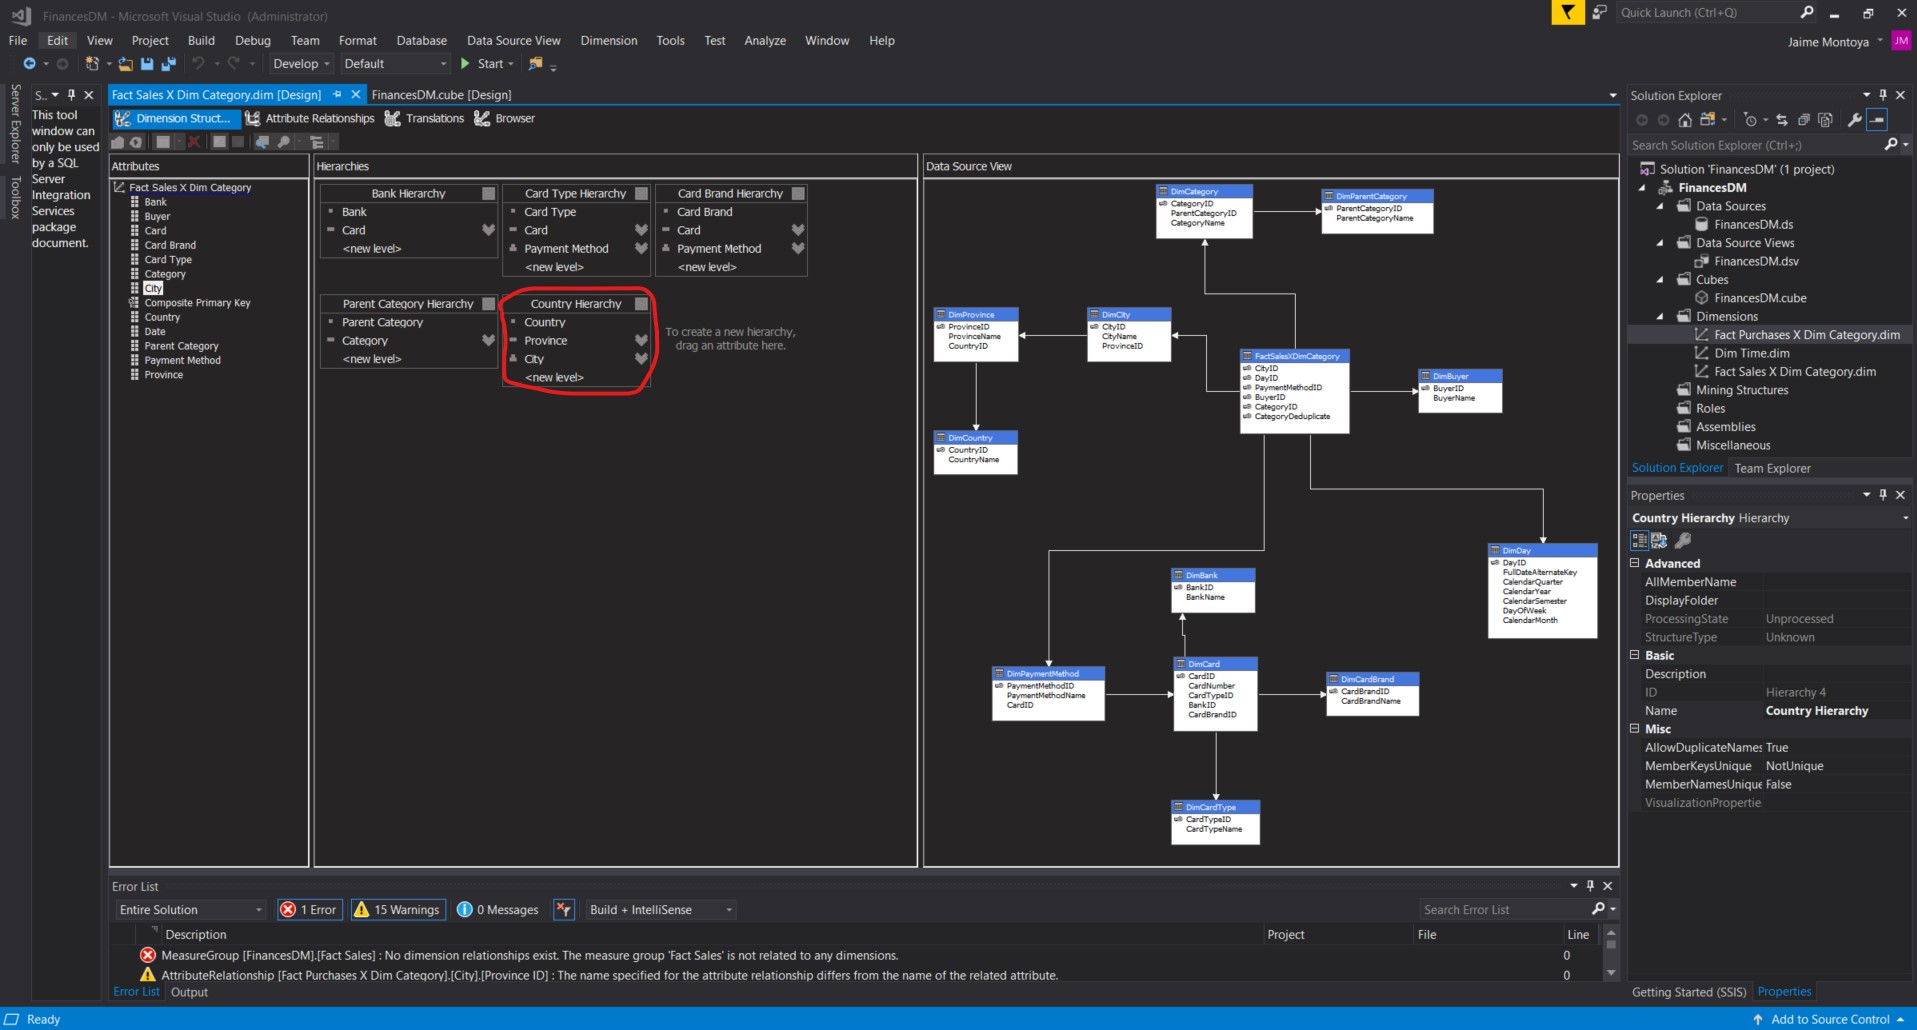 FinancesDM - Microsoft Visual Studio (Administrator)
Quick Launch (Ctrl+Q)
File Edit View Project Build Debug Team Format Database Data Source View Dimension Tools Test Analyze Window Help
Jaime Montoya JM
Develop Default Start
Server Explorer
Toolbox
S..
This tool
window can
only be used
by a SQL
Server
Integration
Services
package
document.
Fact Sales X Dim Category.dim [Design] FinancesDM.cube [Design]
Dimension Struct... Attribute Relationships Translations Browser
Attributes
Fact Sales X Dim Category
Bank
Buyer
Card
Card Brand
Card Type
Category
City
Composite Primary Key
Country
Date
Parent Category
Payment Method
Province
Hierarchies
Bank Hierarchy
Bank
Card
<new level>
Card Type Hierarchy
Card Type
Card
Payment Method
<new level>
Card Brand Hierarchy
Card Brand
Card
Payment Method
<new level>
Parent Category Hierarchy
Parent Category
Category
<new level>
Country Hierarchy
Country
Province
City
<new level>
To create a new hierarchy,
drag an attribute here.
Data Source View
DimCategory
CategoryID
ParentCategoryID
CategoryName
DimParentCategory
ParentCategoryID
ParentCategoryName
DimProvince
ProvinceID
ProvinceName
CountryID
DimCity
CityID
CityName
ProvinceID
FactSalesXDimCategory
CityID
DayID
PaymentMethodID
BuyerID
CategoryID
CategoryDeduplicate
DimBuyer
BuyerID
BuyerName
DimCountry
CountryID
CountryName
DimDay
DayID
FullDateAlternateKey
CalendarQuarter
CalendarYear
CalendarSemester
DayOfWeek
CalendarMonth
DimBank
BankID
BankName
DimPaymentMethod
PaymentMethodID
PaymentMethodName
CardID
DimCard
CardID
CardNumber
CardTypeID
BankID
CardBrandID
DimCardBrand
CardBrandID
CardBrandName
DimCardType
CardTypeID
CardTypeName
Solution Explorer
Search Solution Explorer (Ctrl+;)
Solution 'FinancesDM' (1 project)
FinancesDM
Data Sources
FinancesDM.ds
Data Source Views
FinancesDM.dsv
Cubes
FinancesDM.cube
Dimensions
Fact Purchases X Dim Category.dim
Dim Time.dim
Fact Sales X Dim Category.dim
Mining Structures
Roles
Assemblies
Miscellaneous
Solution Explorer Team Explorer
Properties
Country Hierarchy Hierarchy
Advanced
AllMemberName
DisplayFolder
ProcessingState Unprocessed
StructureType Unknown
Basic
Description
ID Hierarchy 4
Name Country Hierarchy
Misc
AllowDuplicateNames True
MemberKeysUnique NotUnique
MemberNamesUnique False
VisualizationPropertie
Getting Started (SSIS) Properties
Error List
Entire Solution 1 Error 15 Warnings 0 Messages Build + IntelliSense Search Error List
Description Project File Line
MeasureGroup [FinancesDM].[Fact Sales] : No dimension relationships exist. The measure group 'Fact Sales' is not related to any dimensions. 0
AttributeRelationship [Fact Purchases X Dim Category].[City].[Province ID] : The name specified for the attribute relationship differs from the name of the related attribute. 0
Error List Output
Ready Add to Source Control